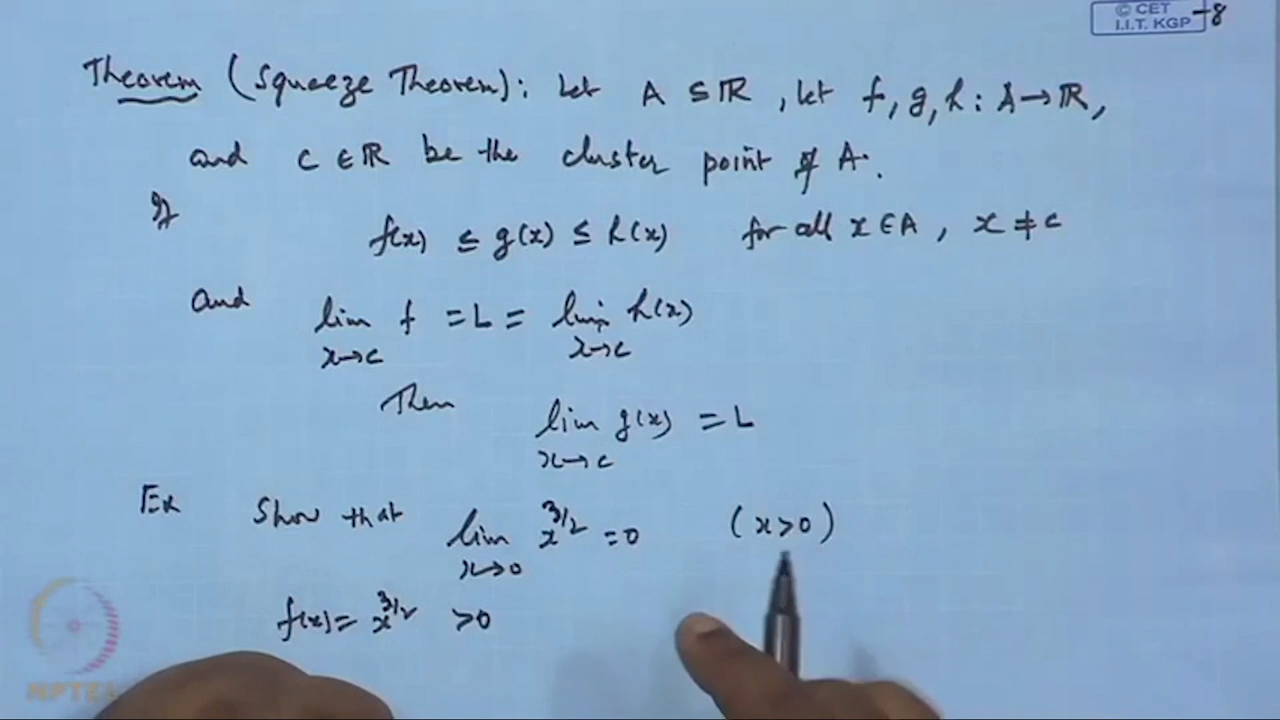 © CET
I.I.T. KGP -8
Theorem (Squeeze Theorem): Let A ⊆ ℝ, let f, g, h: A→ℝ,
and c ∈ ℝ be the cluster point of A.
If
f(x) ≤ g(x) ≤ h(x) for all x ∈ A, x ≠ c
And lim f = L = lim h(x)
x→c x→c
Then lim g(x) = L
x→c
Ex Show that lim x^{3/2} = 0 (x>0)
x→0
f(x) = x^{3/2} >0
NPTEL